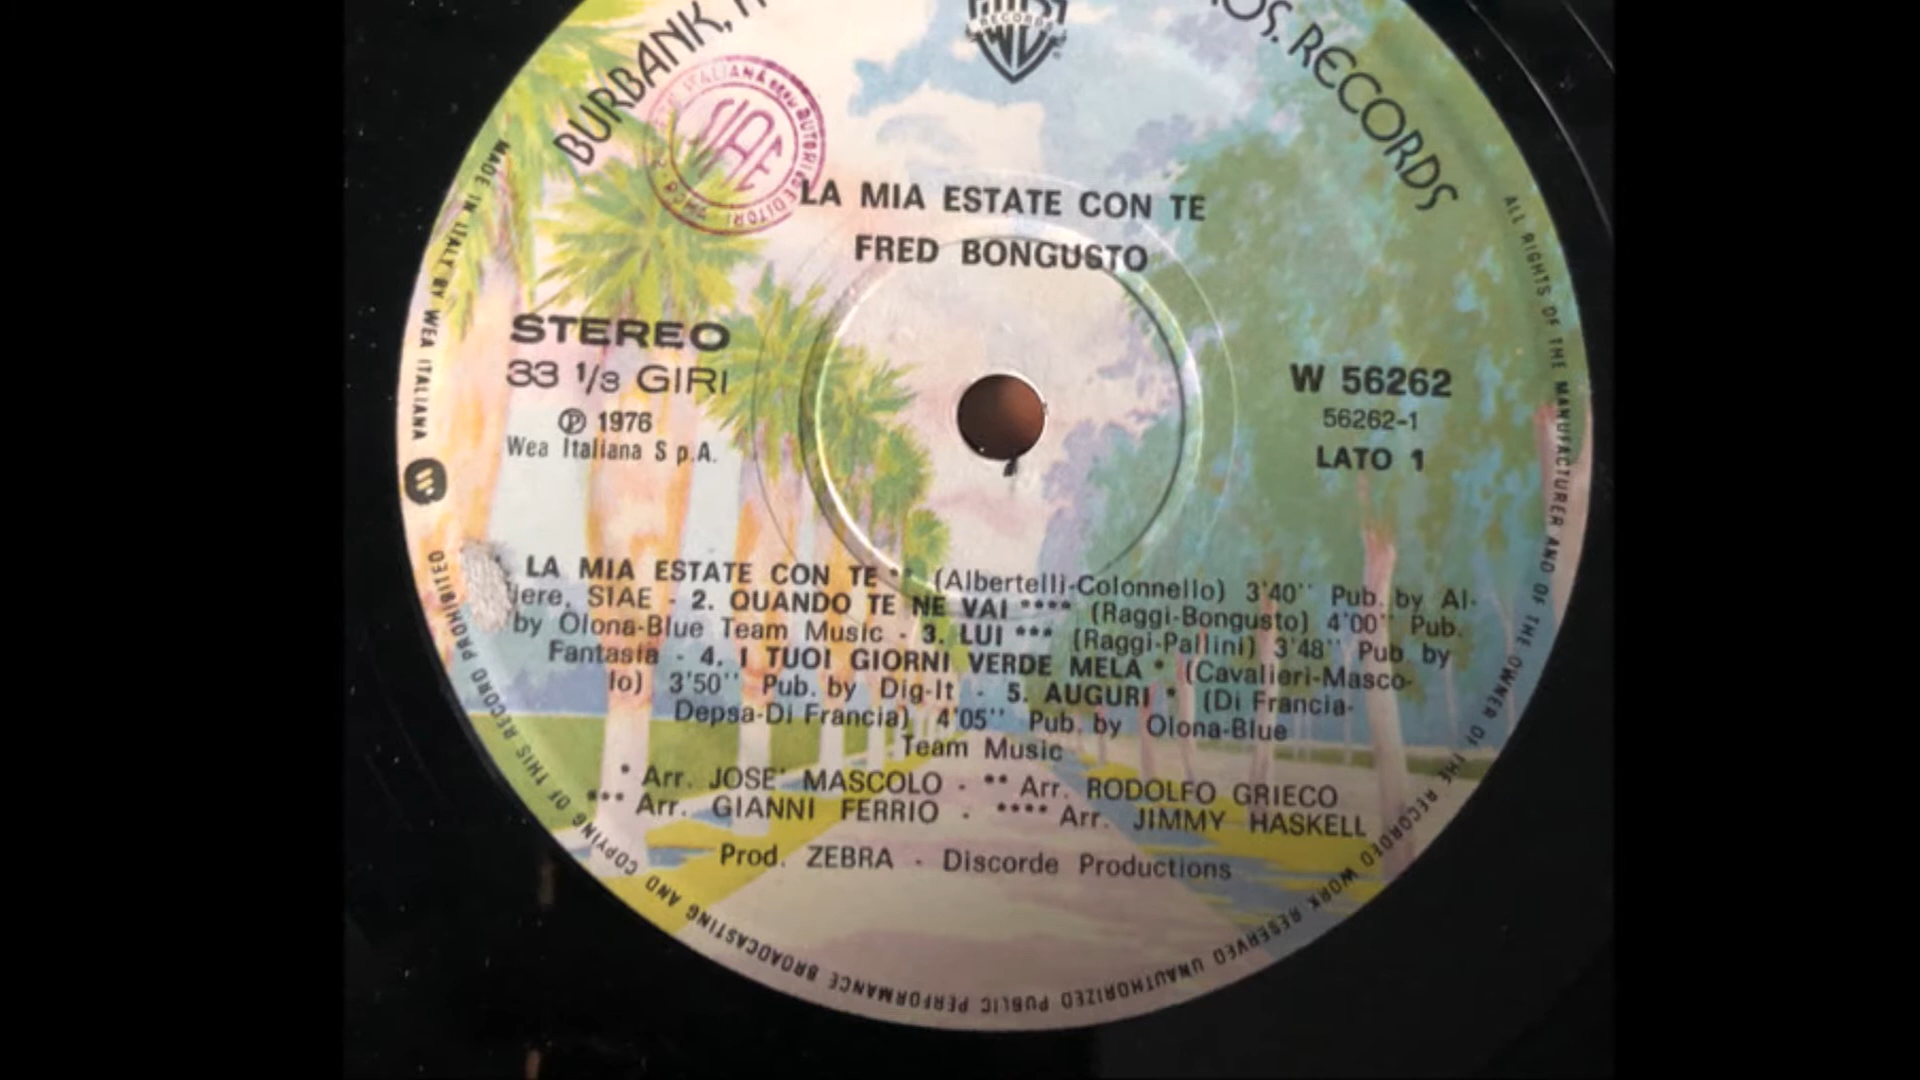 BURBANK,
OS. RECORDS
RECORDS
SIAE
LA MIA ESTATE CON TE
FRED BONGUSTO
STEREO
33 1/3 GIRI
℗ 1976
Wea Italiana S p.A.
W 56262
56262-1
LATO 1
LA MIA ESTATE CON TE ** (Albertelli-Colonnello) 3'40'' Pub. by Al-
iere, SIAE - 2. QUANDO TE NE VAI **** (Raggi-Bongusto) 4'00'' Pub.
by Olona-Blue Team Music - 3. LUI *** (Raggi-Pallini) 3'48'' Pub by
Fantasia - 4. I TUOI GIORNI VERDE MELA * (Cavalieri-Masco-
lo) 3'50'' Pub. by Dig-It - 5. AUGURI * (Di Francia-
Depsa-Di Francia) 4'05'' Pub. by Olona-Blue
Team Music
* Arr. JOSE' MASCOLO - ** Arr. RODOLFO GRIECO
*** Arr. GIANNI FERRIO - **** Arr. JIMMY HASKELL
Prod. ZEBRA - Discorde Productions
MADE IN ITALY BY WEA ITALIANA
ALL RIGHTS OF THE MANUFACTURER AND OF THE OWNER OF THE RECORDED WORK RESERVED UNAUTHORIZED PUBLIC PERFORMANCE BROADCASTING AND COPYING OF THIS RECORD PROHIBITED